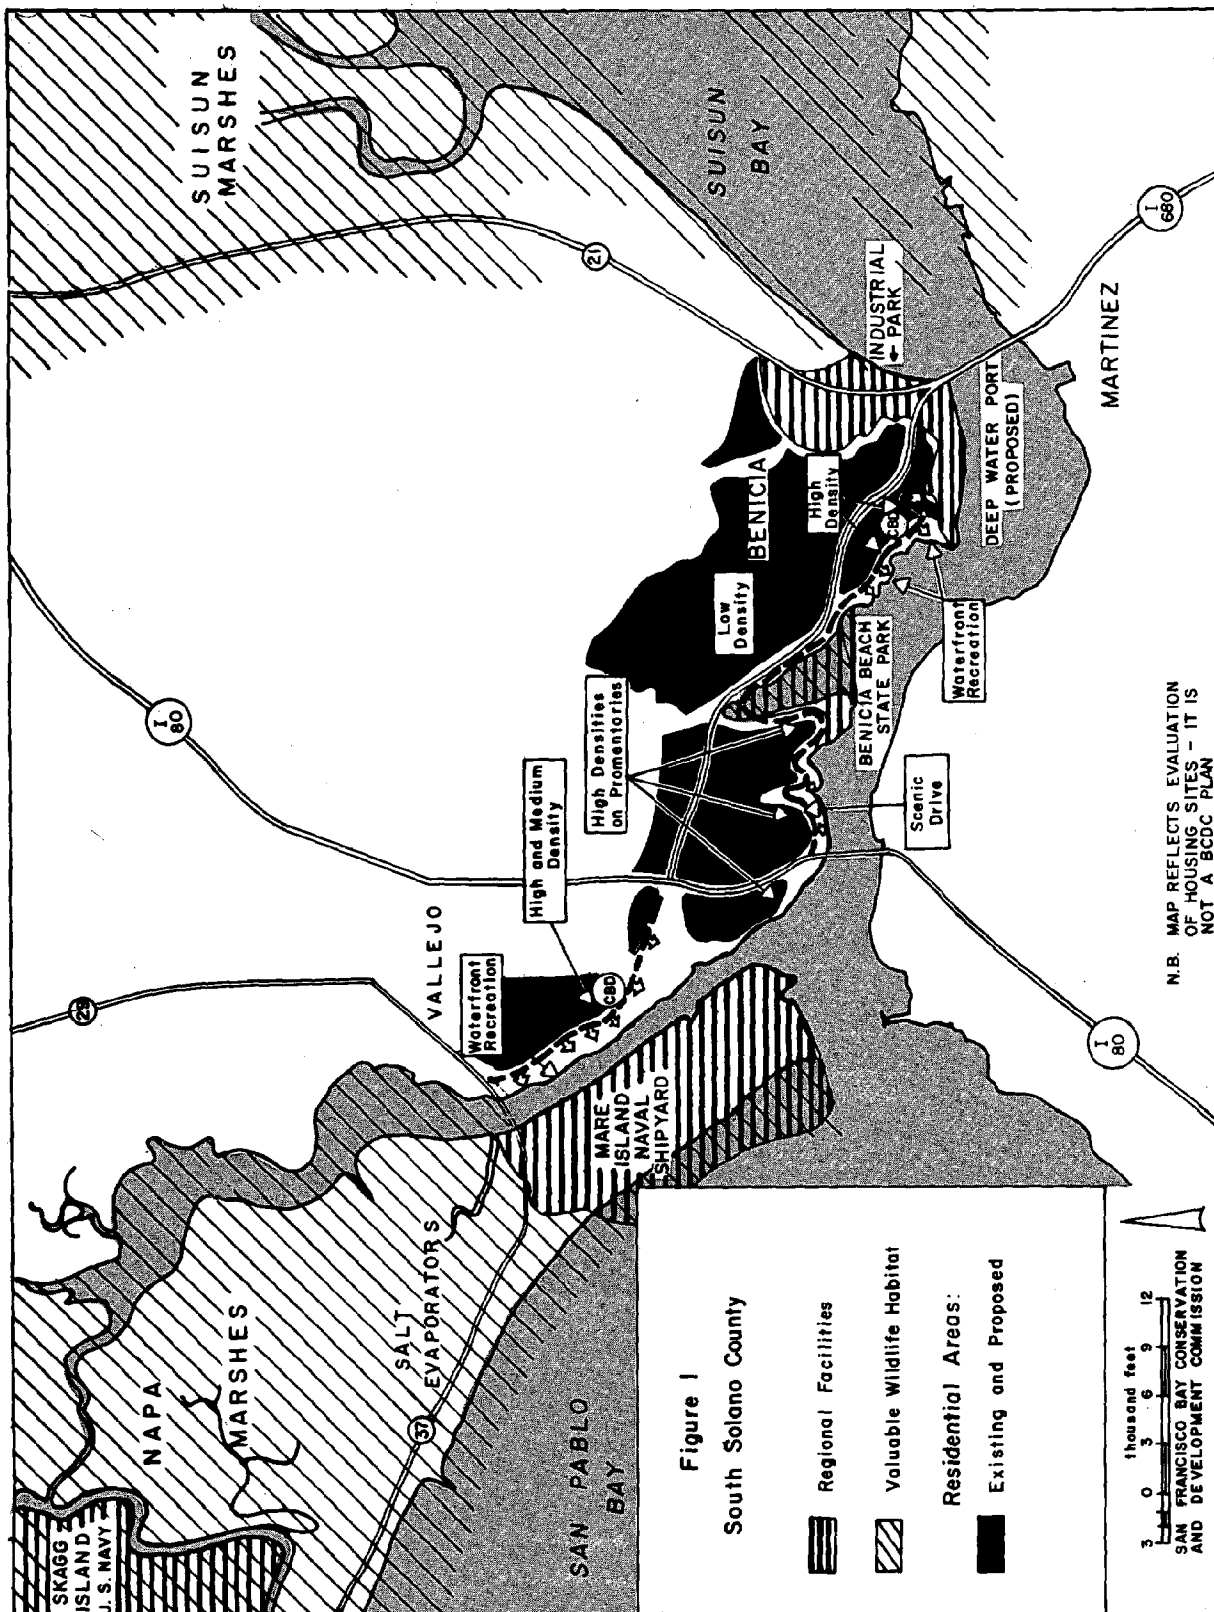 SKAGG
ISLAND
U. S. NAVY
NAPA
MARSHES
SALT
EVAPORATORS
37
SAN PABLO
BAY
29
VALLEJO
Waterfront
Recreation
MARE
ISLAND
NAVAL
SHIPYARD
CBD
High and Medium
Density
I
80
High Densities
on Promentories
Low
Density
BENICIA
High
Density
CBD
SUISUN
MARSHES
21
SUISUN
BAY
INDUSTRIAL
PARK
DEEP WATER PORT
(PROPOSED)
BENICIA BEACH
STATE PARK
Waterfront
Recreation
Scenic
Drive
I
680
MARTINEZ
I
80
Figure 1
South Solano County
Regional Facilities
Valuable Wildlife Habitat
Residential Areas:
Existing and Proposed
N.B. MAP REFLECTS EVALUATION
OF HOUSING SITES - IT IS
NOT A BCDC PLAN
thousand feet
3 0 3 6 9 12
SAN FRANCISCO BAY CONSERVATION
AND DEVELOPMENT COMMISSION